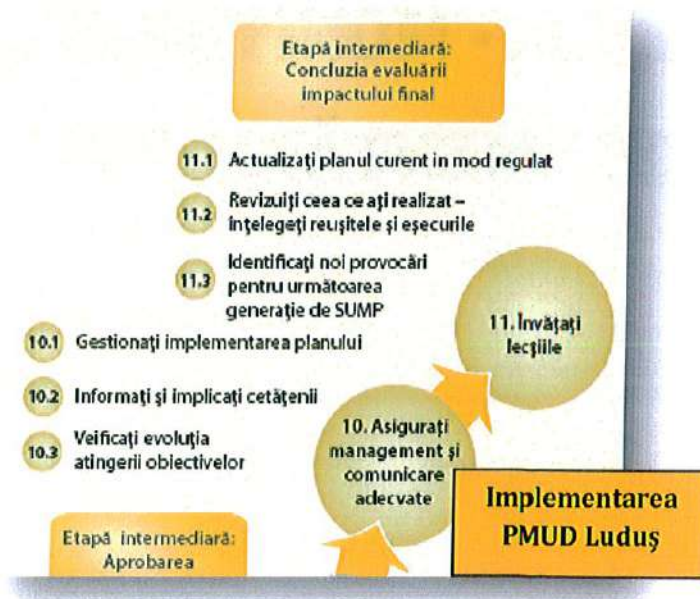 Etapă intermediară:
Concluzia evaluării
impactului final
11.1 Actualizați planul curent in mod regulat
11.2 Revizuiți ceea ce ați realizat –
înțelegeți reușitele și eșecurile
11.3 Identificați noi provocări
pentru următoarea
generație de SUMP
11. Învățați
lecțiile
10.1 Gestionați implementarea planului
10.2 Informați și implicați cetățenii
10.3 Veificați evoluția
atingerii obiectivelor
10. Asigurați
management și
comunicare
adecvate
Implementarea
PMUD Luduș
Etapă intermediară:
Aprobarea